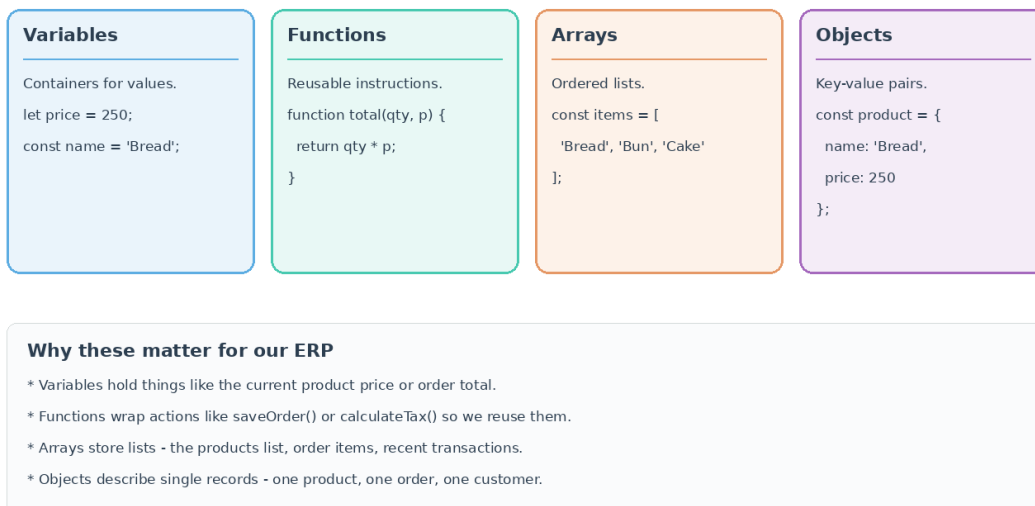 Variables
Containers for values.
let price = 250;
const name = 'Bread';
Functions
Reusable instructions.
function total(qty, p) {
  return qty * p;
}
Arrays
Ordered lists.
const items = [
  'Bread', 'Bun', 'Cake'
];
Objects
Key-value pairs.
const product = {
  name: 'Bread',
  price: 250
};
Why these matter for our ERP
* Variables hold things like the current product price or order total.
* Functions wrap actions like saveOrder() or calculateTax() so we reuse them.
* Arrays store lists - the products list, order items, recent transactions.
* Objects describe single records - one product, one order, one customer.